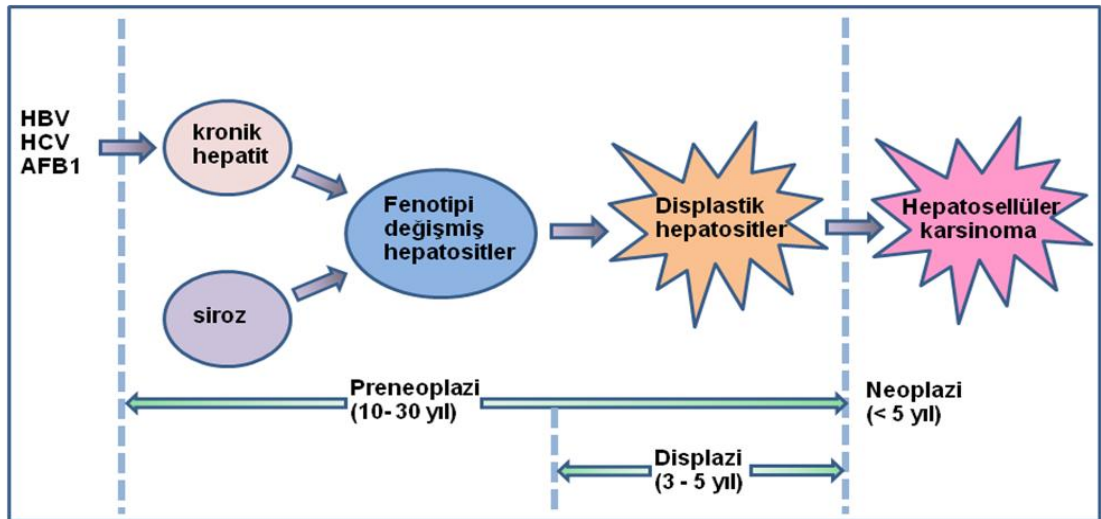 HBV
HCV
AFB1
kronik
hepatit
siroz
Fenotipi
değişmiş
hepatositler
Displastik
hepatositler
Hepatosellüler
karsinoma
Preneoplazi
(10- 30 yıl)
Neoplazi
(< 5 yıl)
Displazi
(3 - 5 yıl)